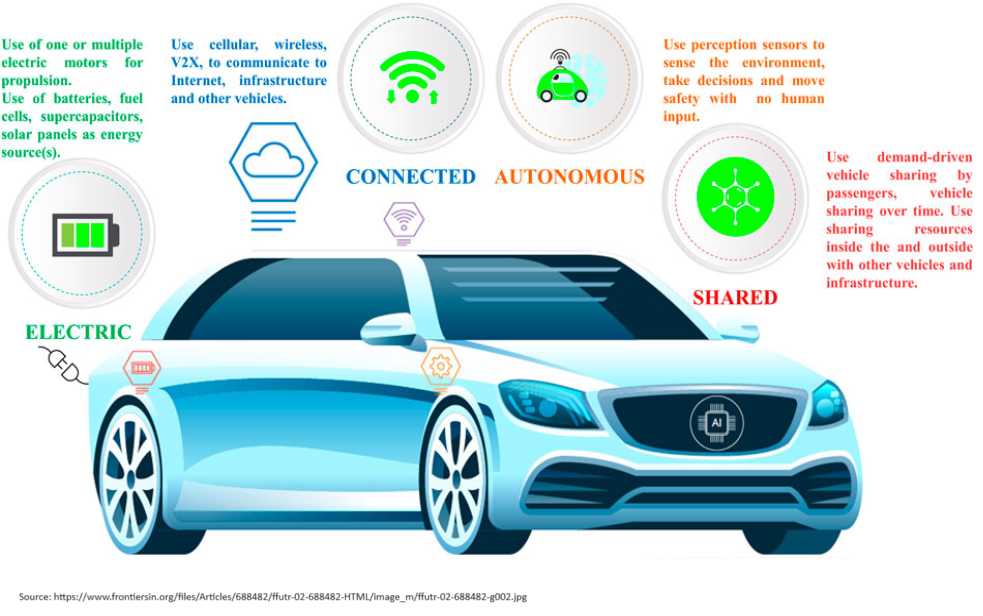 Use of one or multiple
electric motors for
propulsion.
Use of batteries, fuel
cells, supercapacitors,
solar panels as energy
source(s).
ELECTRIC
Use cellular, wireless,
V2X, to communicate to
Internet, infrastructure
and other vehicles.
CONNECTED
AUTONOMOUS
Use perception sensors to
sense the environment,
take decisions and move
safety with no human
input.
SHARED
Use demand-driven
vehicle sharing by
passengers, vehicle
sharing over time. Use
sharing resources
inside the and outside
with other vehicles and
infrastructure.
AI
Source: https://www.frontiersin.org/files/Articles/688482/ffutr-02-688482-HTML/image_m/ffutr-02-688482-g002.jpg